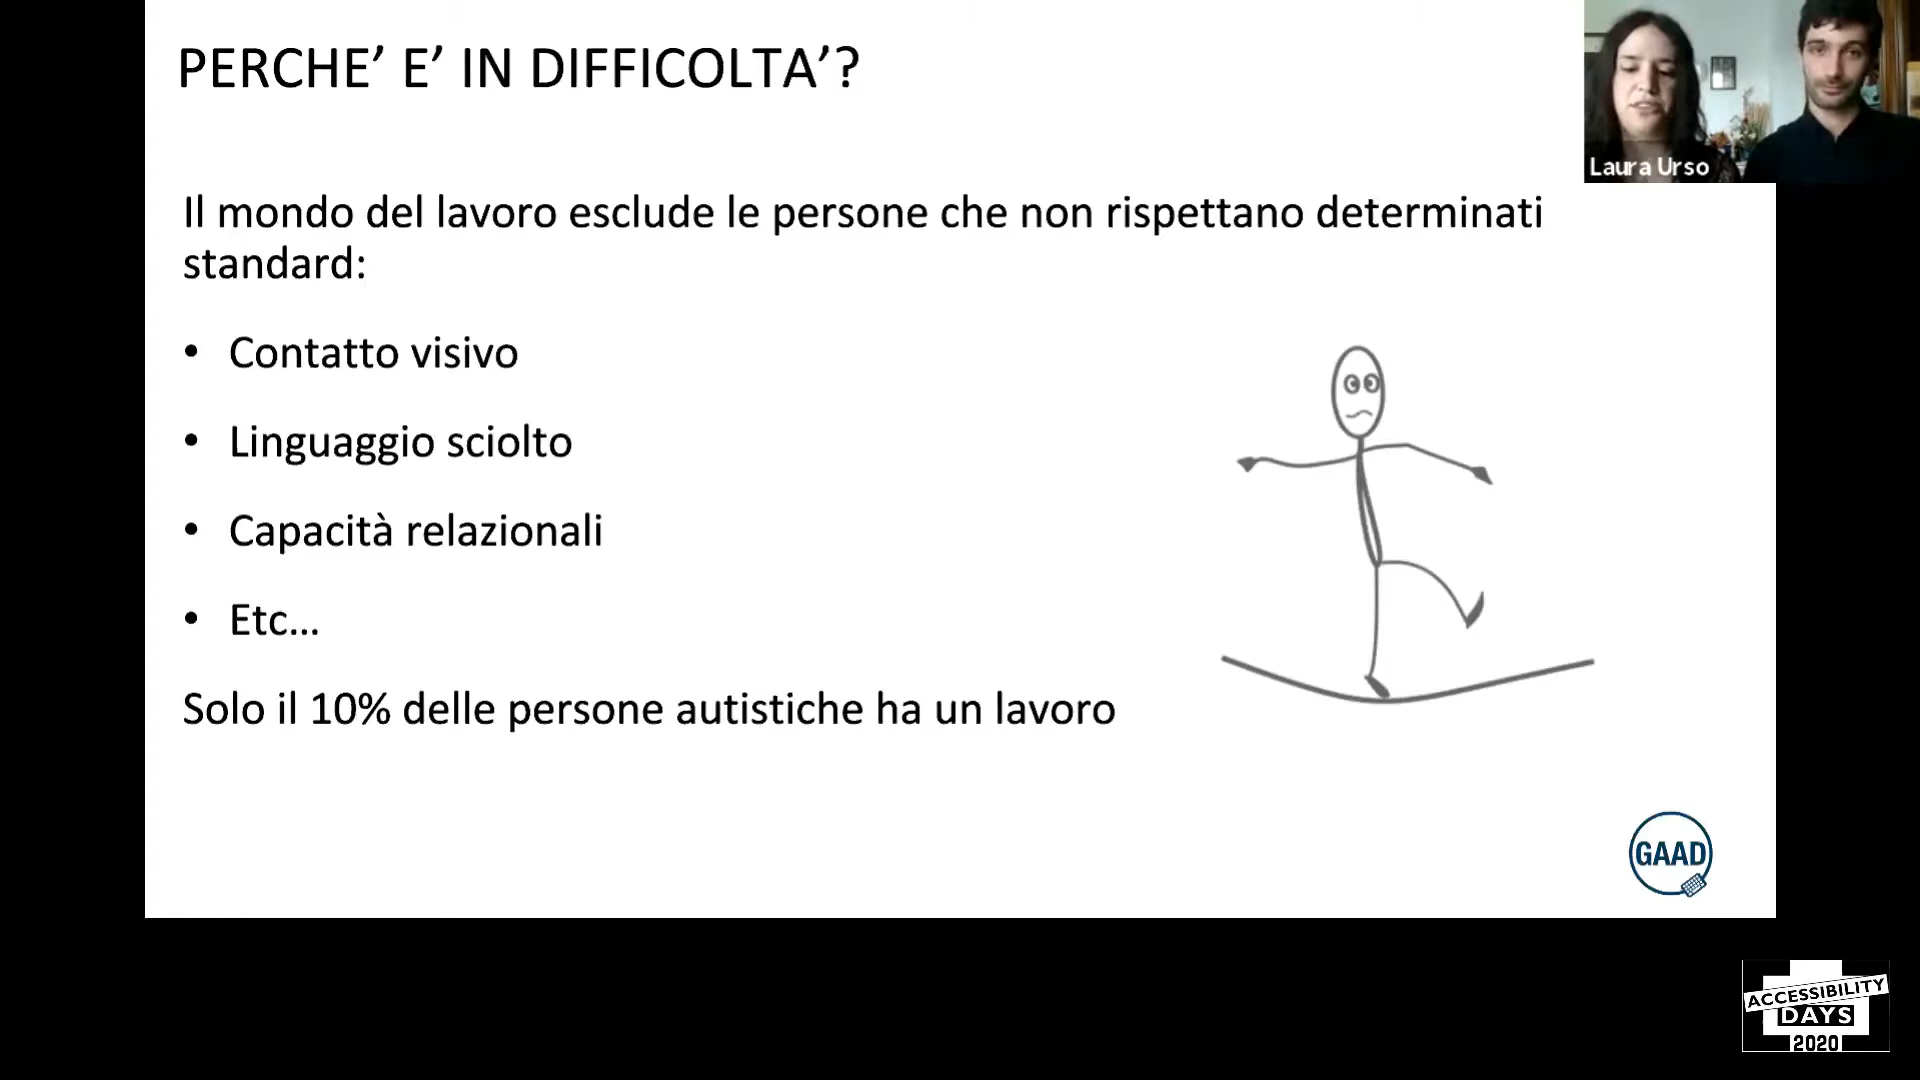 PERCHE’ E’ IN DIFFICOLTA’?
Laura Urso
Il mondo del lavoro esclude le persone che non rispettano determinati
standard:
• Contatto visivo
• Linguaggio sciolto
• Capacità relazionali
• Etc...
Solo il 10% delle persone autistiche ha un lavoro
GAAD
ACCESSIBILITY
DAYS
2020